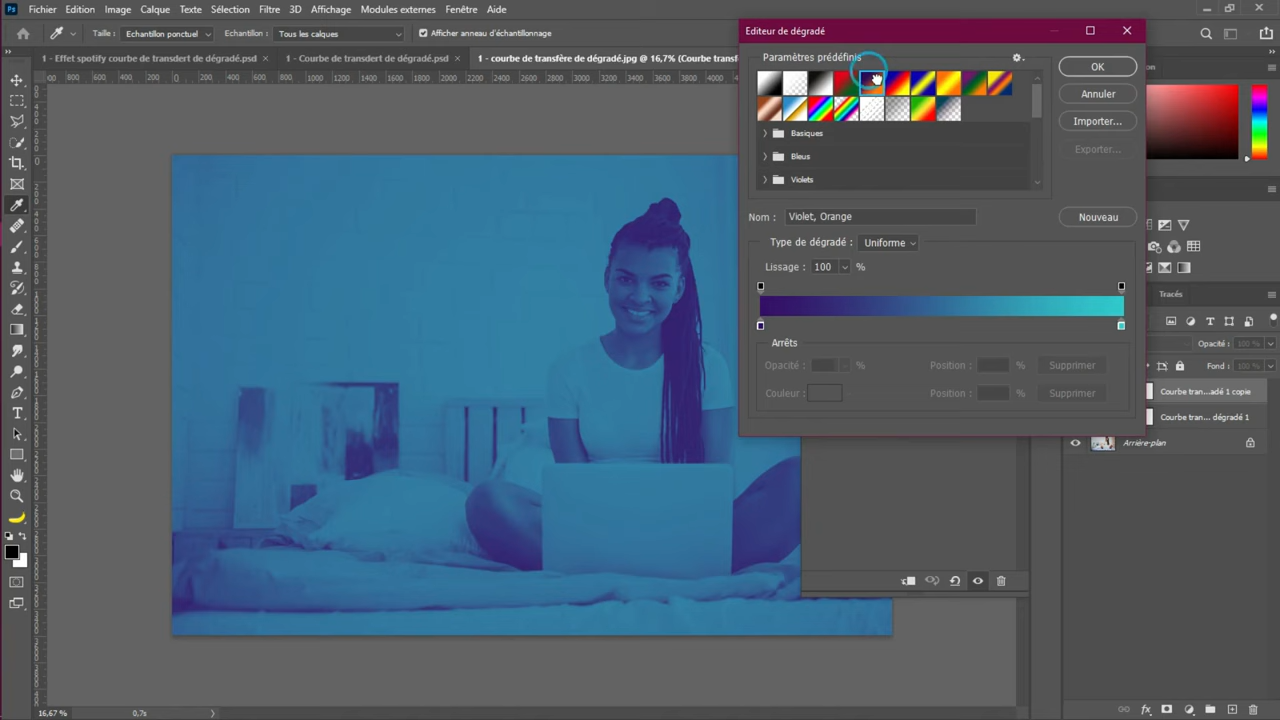 Ps Fichier Edition Image Calque Texte Sélection Filtre 3D Affichage Modules externes Fenêtre Aide
Taille : Echantillon ponctuel Echantillon : Tous les calques Afficher anneau d'échantillonnage
1 - Effet spotify courbe de transdert de dégradé.psd × 1 - Courbe de transdert de dégradé.psd × 1 - courbe de transfère de dégradé.jpg @ 16,7% (Courbe transf
Editeur de dégradé
Paramètres prédéfinis
OK
Annuler
Importer...
Basiques
Exporter...
Bleus
Violets
Nom : Violet, Orange
Nouveau
Type de dégradé : Uniforme
Lissage : 100 %
Arrêts
Opacité : % Position : % Supprimer
Couleur : Position : % Supprimer
Tracés
Opacité : 100 %
Fond : 100 %
Courbe tran...adé 1 copie
Courbe tran... dégradé 1
Arrière-plan
16,67 % 0,7s